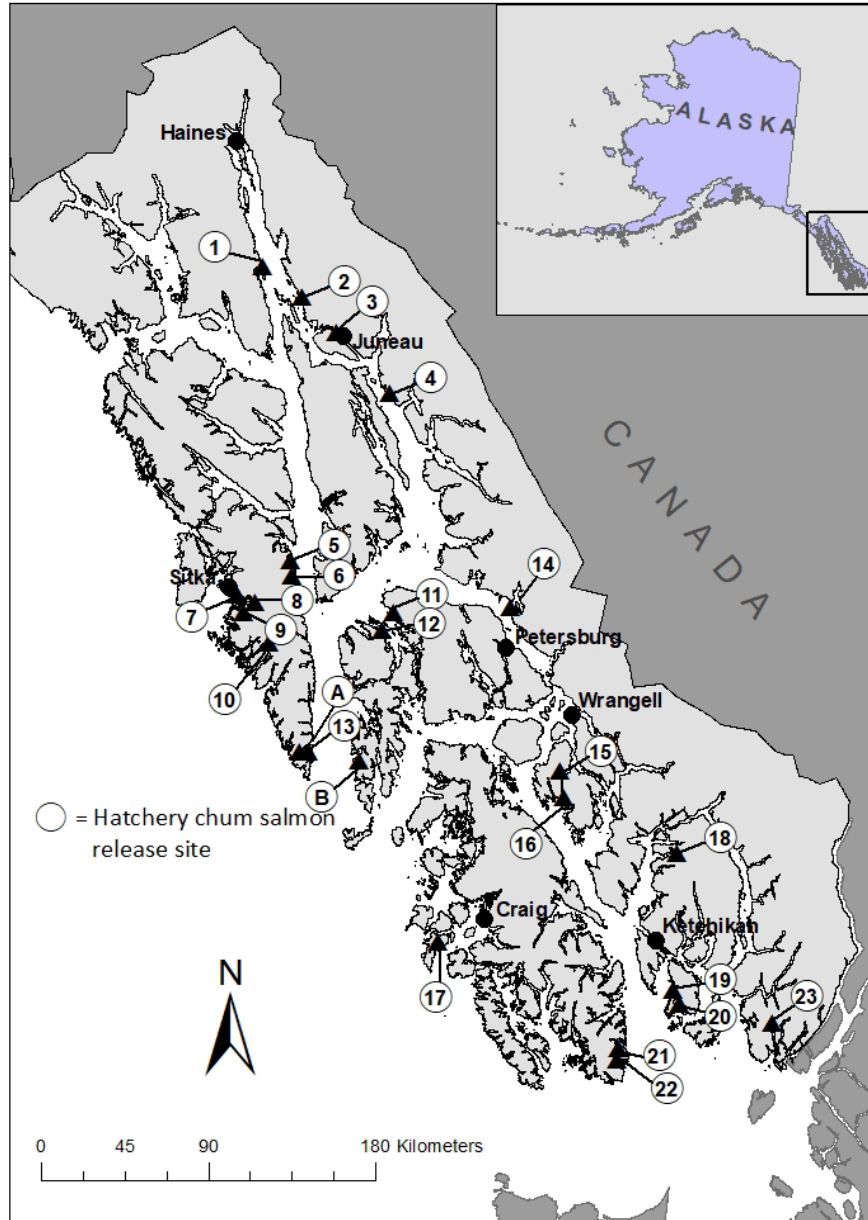 ALASKA
Haines
1
2
3
Juneau
4
CANADA
5
Sitka
6
7
8
9
10
11
12
14
Petersburg
Wrangell
A
13
B
15
16
= Hatchery chum salmon
release site
18
Craig
Ketchikan
17
19
20
23
21
22
N
0 45 90 180 Kilometers